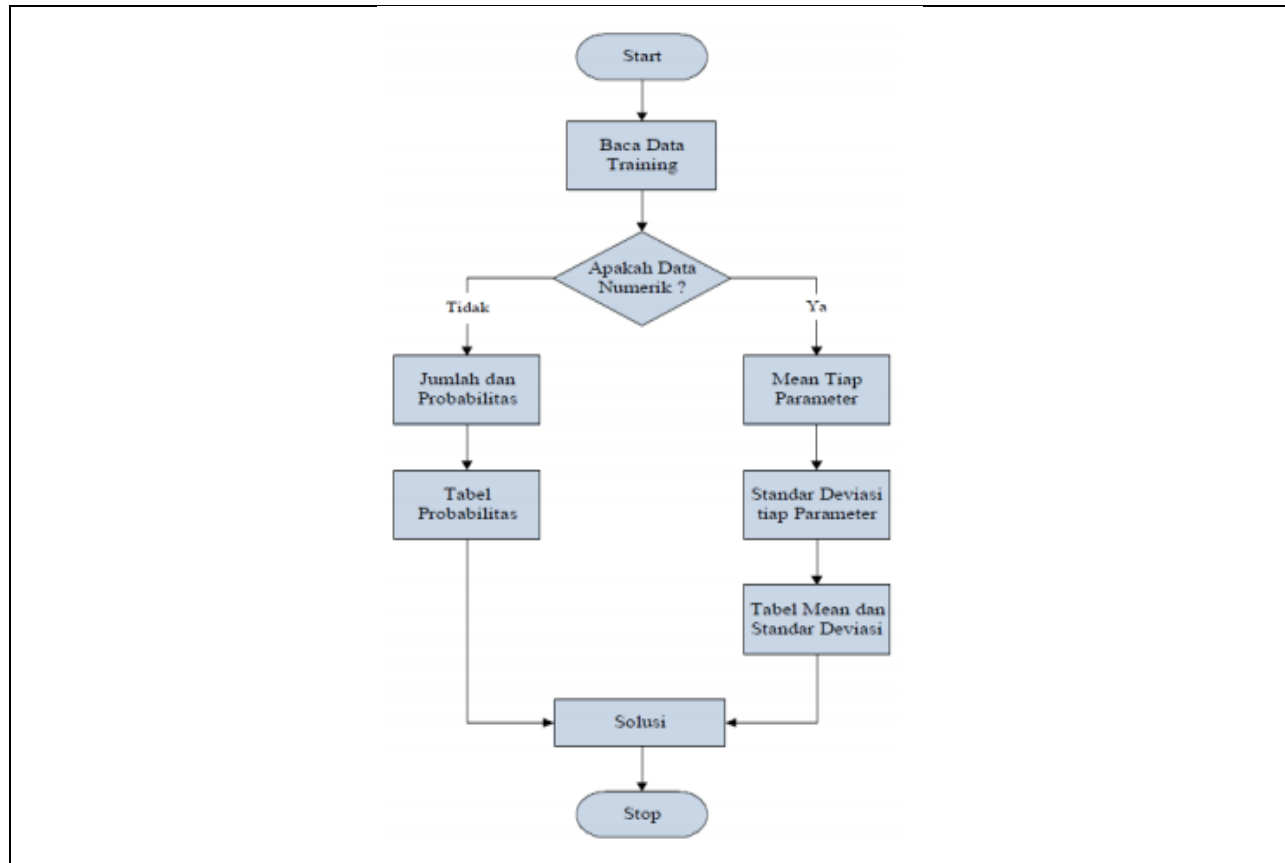 Start
Baca Data
Training
Apakah Data
Numerik ?
Tidak
Ya
Jumlah dan
Probabilitas
Mean Tiap
Parameter
Tabel
Probabilitas
Standar Deviasi
tiap Parameter
Tabel Mean dan
Standar Deviasi
Solusi
Stop